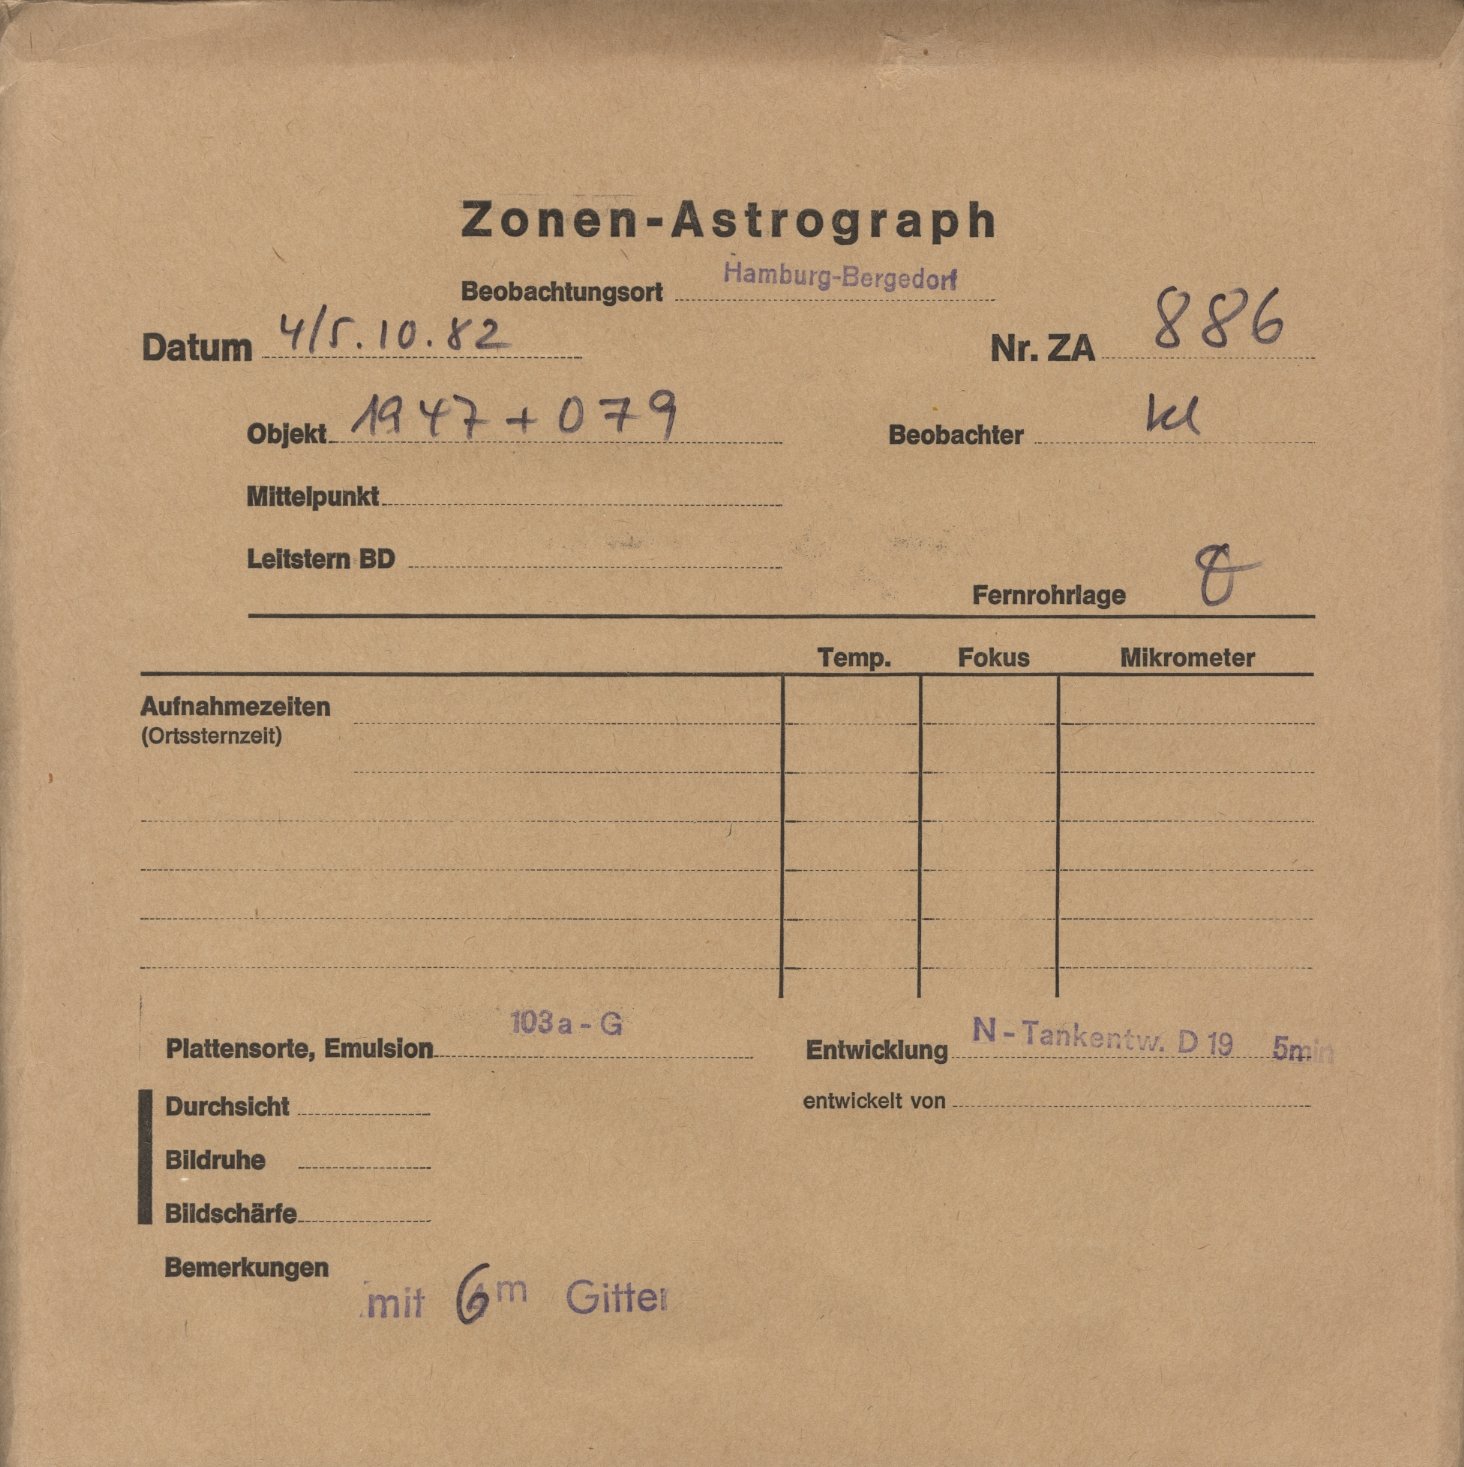 Zonen-Astrograph
Beobachtungsort Hamburg-Bergedorf
Datum 4/5.10.82 Nr. ZA 886
Objekt 1947+079 Beobachter kl
Mittelpunkt
Leitstern BD
Fernrohrlage
Temp. Fokus Mikrometer
Aufnahmezeiten
(Ortssternzeit)
Plattensorte, Emulsion 103a-G Entwicklung N-Tankentw. D 19 5min
Durchsicht entwickelt von
Bildruhe
Bildschärfe
Bemerkungen
mit 6m Gitter